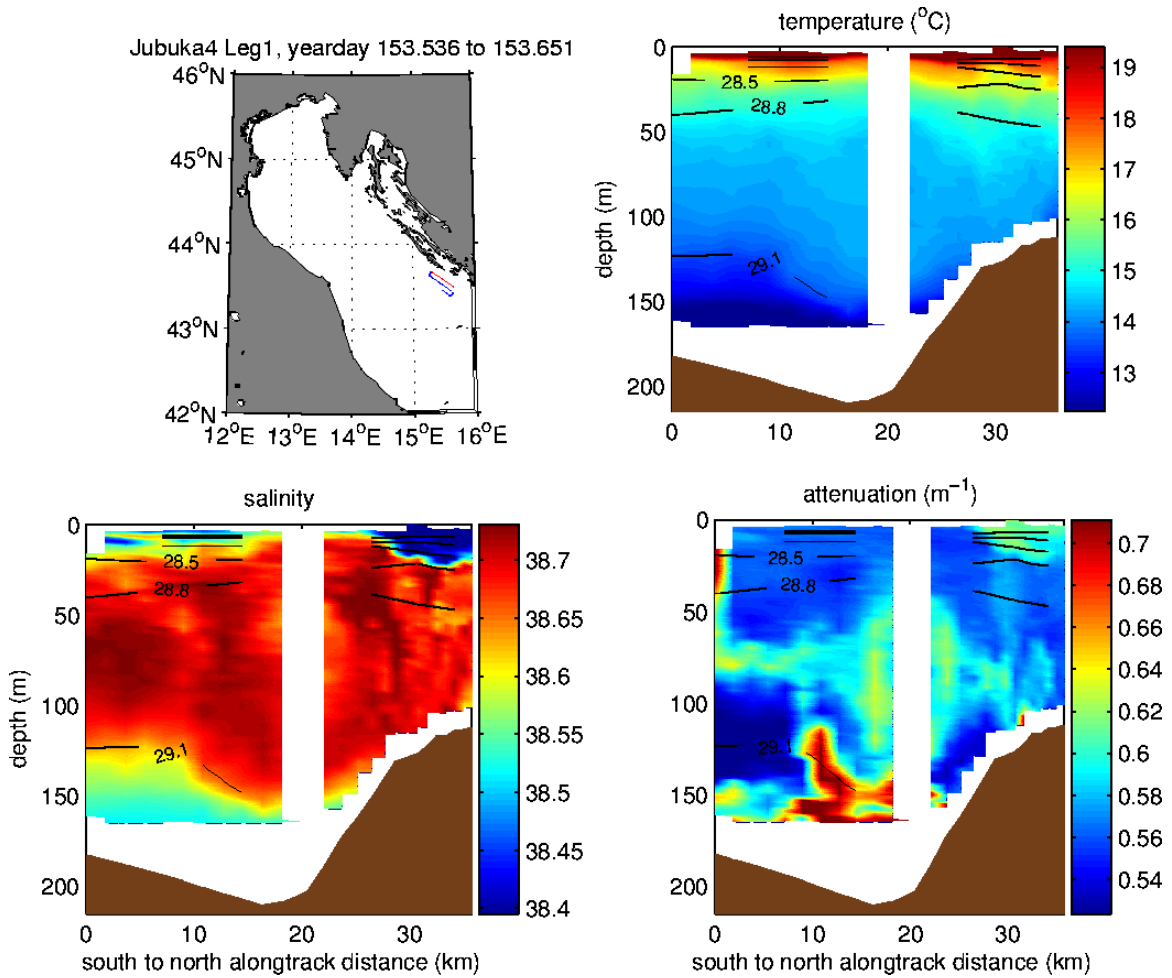 Jubuka4 Leg1, yearday 153.536 to 153.651
46°N
45°N
44°N
43°N
42°N
12°E 13°E 14°E 15°E 16°E
temperature (°C)
0
50
100
150
200
depth (m)
28.5
28.8
29.1
0 10 20 30
19
18
17
16
15
14
13
salinity
0
50
100
150
200
depth (m)
28.5
28.8
29.1
0 10 20 30
south to north alongtrack distance (km)
38.7
38.65
38.6
38.55
38.5
38.45
38.4
attenuation (m⁻¹)
0
50
100
150
200
28.5
28.8
29.1
0 10 20 30
south to north alongtrack distance (km)
0.7
0.68
0.66
0.64
0.62
0.6
0.58
0.56
0.54